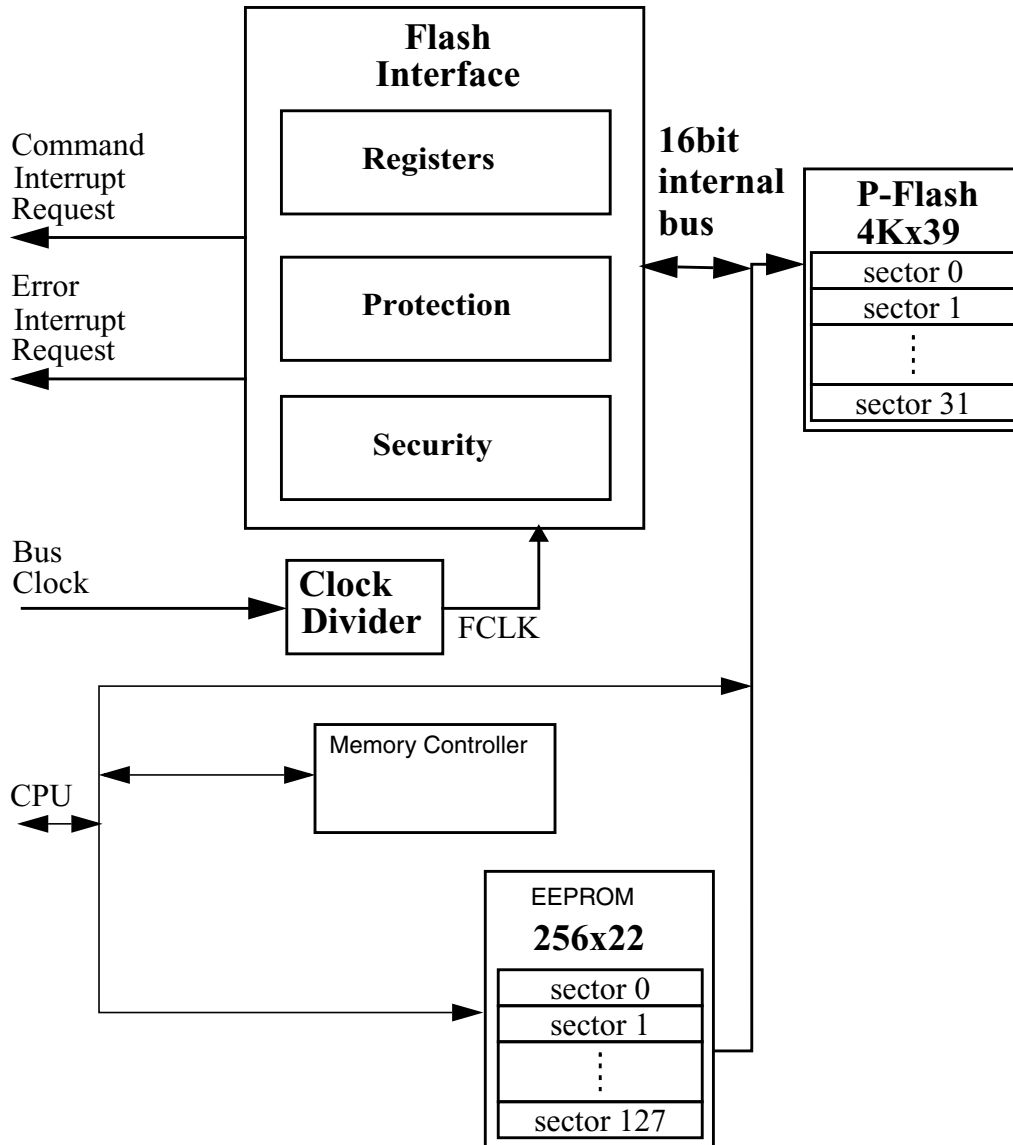 Flash
Interface
Registers
Protection
Security
Command
Interrupt
Request
Error
Interrupt
Request
16bit
internal
bus
P-Flash
4Kx39
sector 0
sector 1
sector 31
Bus
Clock
Clock
Divider
FCLK
Memory Controller
CPU
EEPROM
256x22
sector 0
sector 1
sector 127